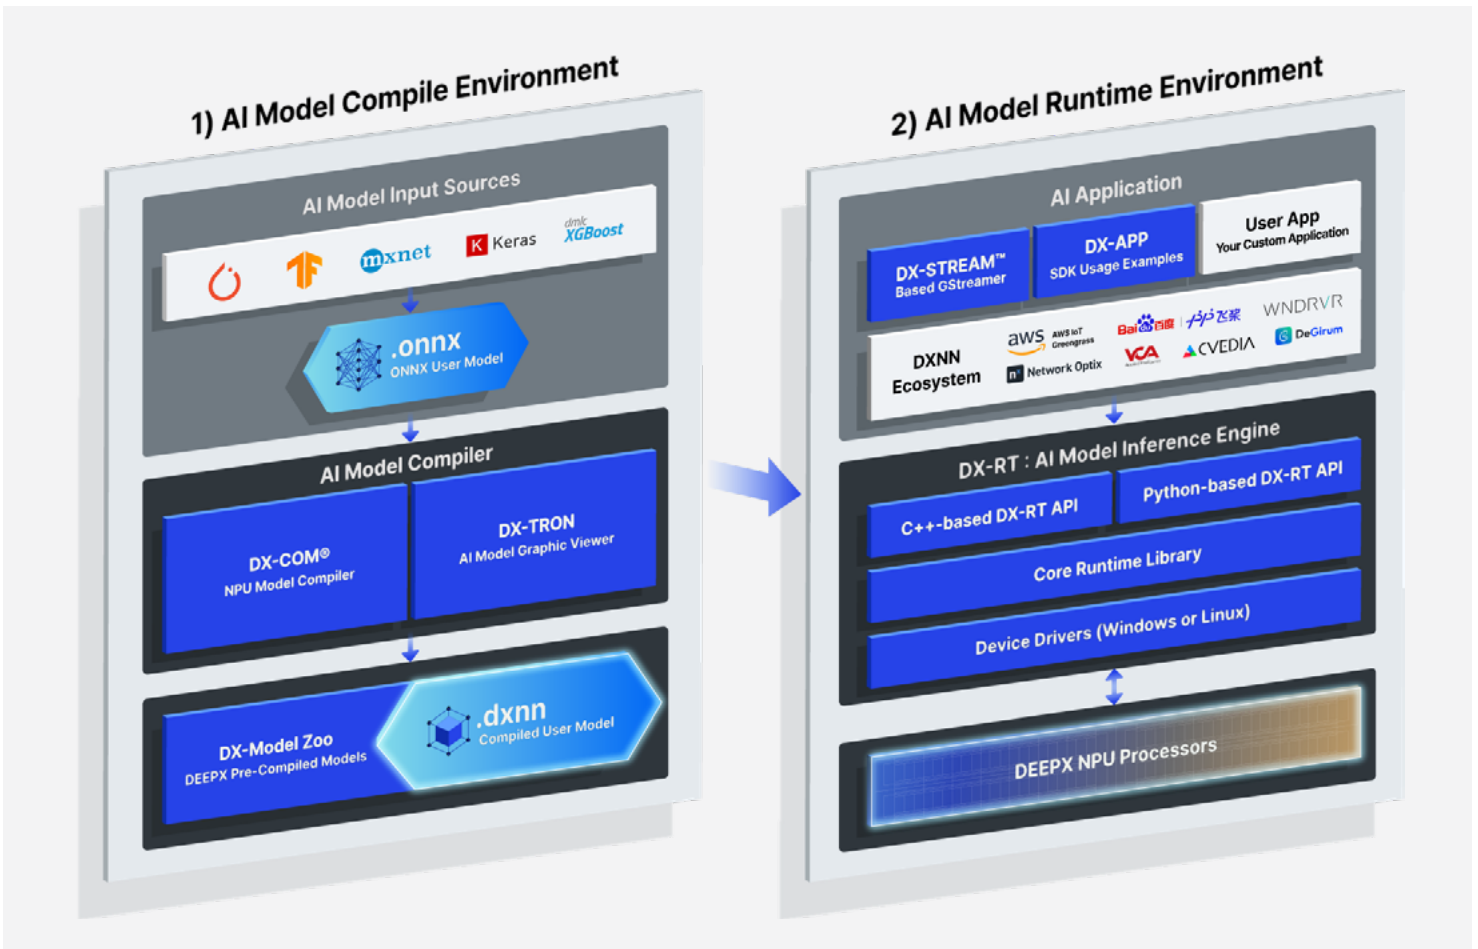 1) AI Model Compile Environment
AI Model Input Sources
mxnet
K Keras
dmlc
XGBoost
.onnx
ONNX User Model
AI Model Compiler
DX-COM®
NPU Model Compiler
DX-TRON
AI Model Graphic Viewer
DX-Model Zoo
DEEPX Pre-Compiled Models
.dxnn
Compiled User Model
2) AI Model Runtime Environment
AI Application
DX-STREAM™
Based GStreamer
DX-APP
SDK Usage Examples
User App
Your Custom Application
DXNN
Ecosystem
aws
AWS IoT
Greengrass
Baidu百度
飞桨
WNDRVR
Network Optix
VCA
CVEDIA
DeGirum
DX-RT : AI Model Inference Engine
C++-based DX-RT API
Python-based DX-RT API
Core Runtime Library
Device Drivers (Windows or Linux)
DEEPX NPU Processors